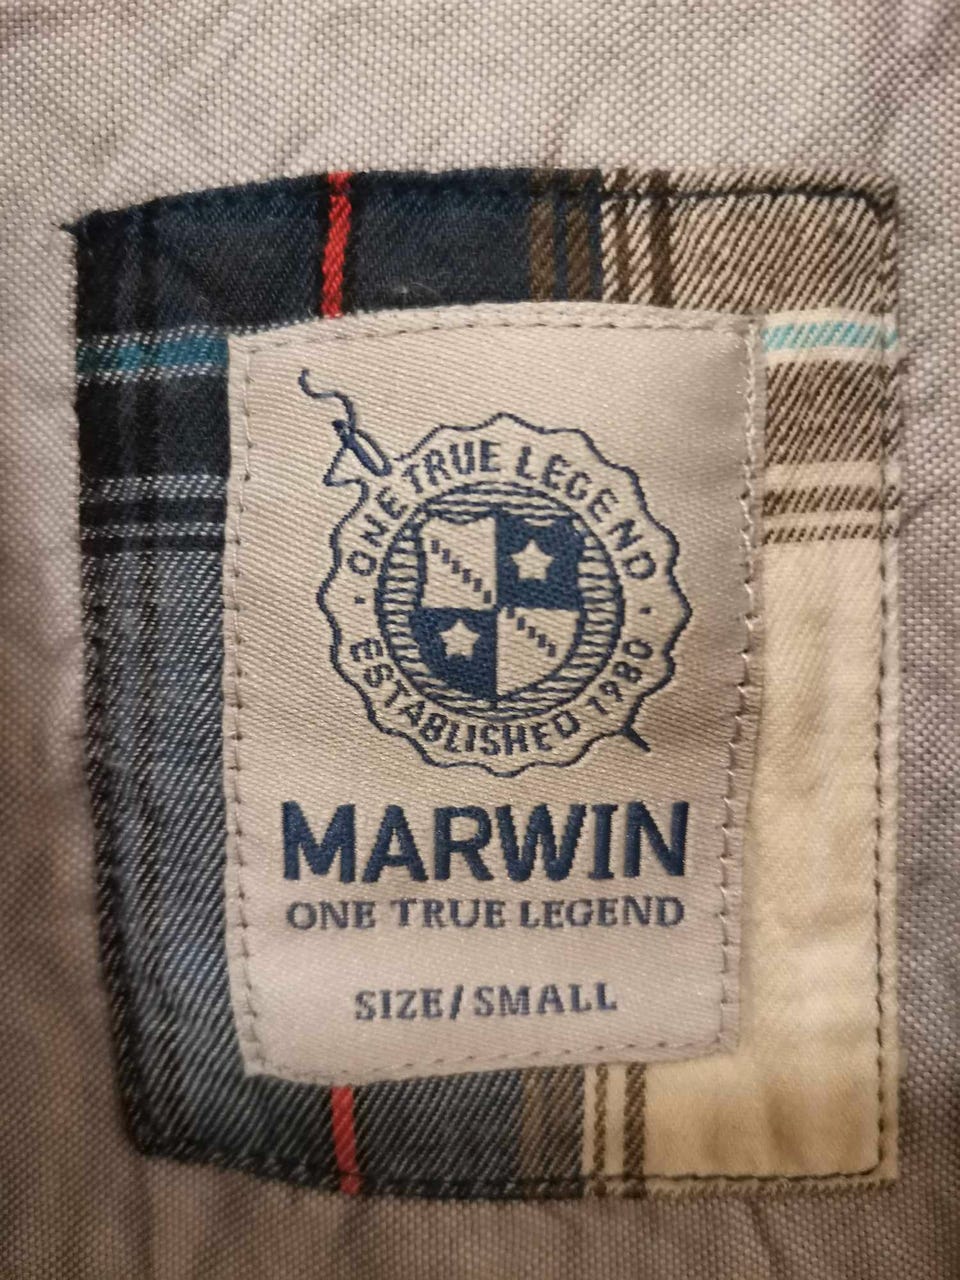 ONE TRUE LEGEND
· ESTABLISHED 1980 ·
MARWIN
ONE TRUE LEGEND
SIZE/SMALL